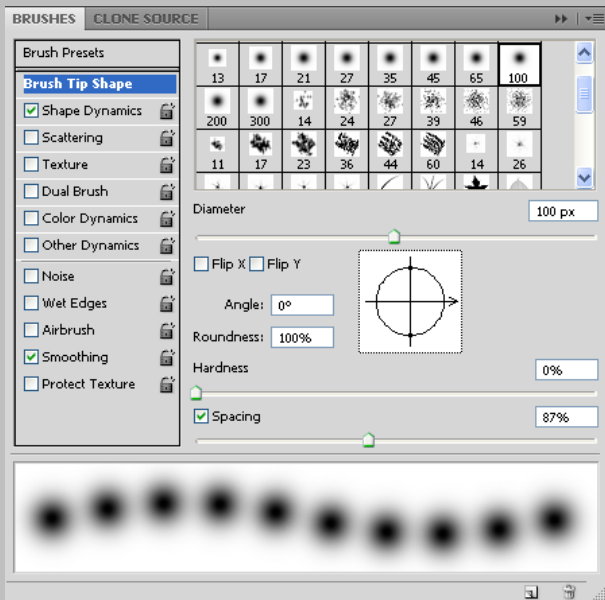 BRUSHES CLONE SOURCE
Brush Presets
Brush Tip Shape
Shape Dynamics
Scattering
Texture
Dual Brush
Color Dynamics
Other Dynamics
Noise
Wet Edges
Airbrush
Smoothing
Protect Texture
13 17 21 27 35 45 65 100
200 300 14 24 27 39 46 59
11 17 23 36 44 60 14 26
Diameter 100 px
Flip X Flip Y
Angle: 0°
Roundness: 100%
Hardness 0%
Spacing 87%